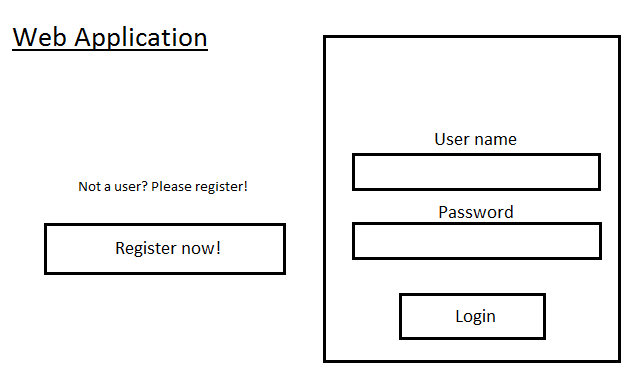 Web Application
Not a user? Please register!
Register now!
User name
Password
Login